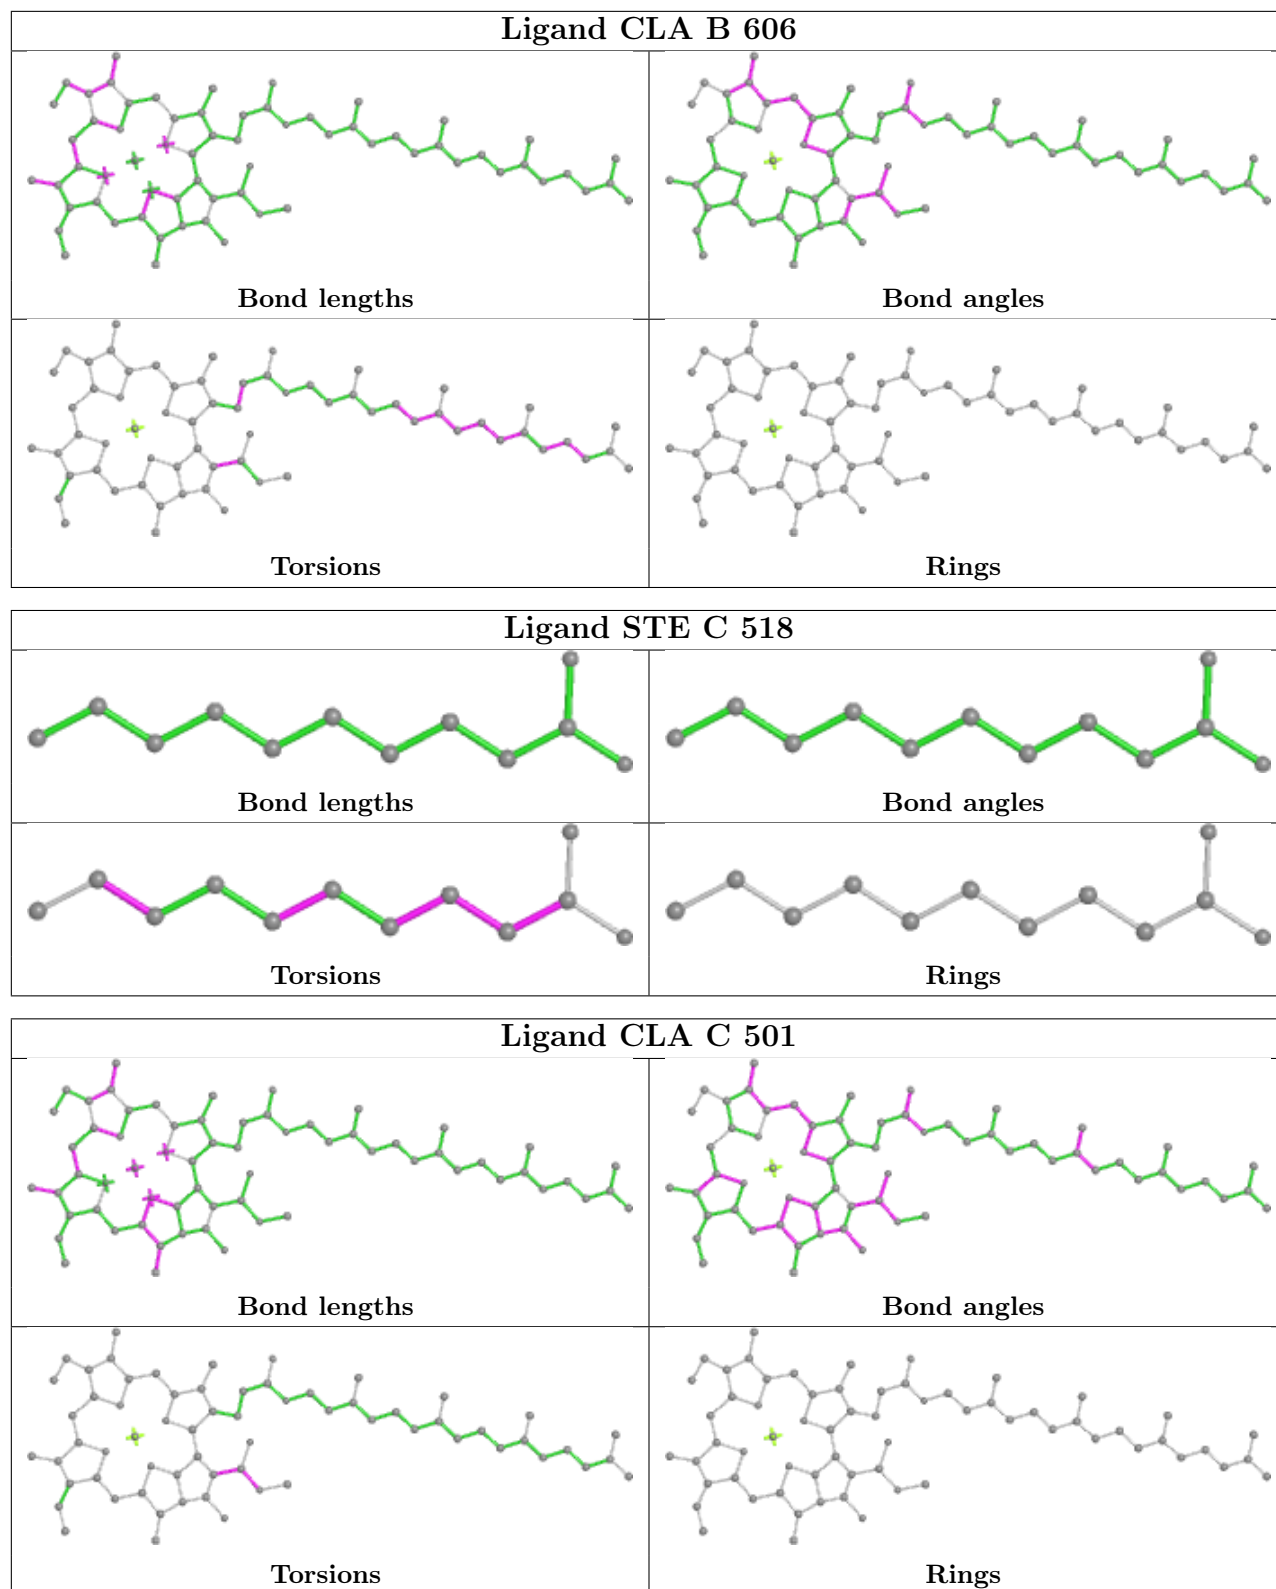 Ligand CLA B 606
Bond lengths
Bond angles
Torsions
Rings
Ligand STE C 518
Bond lengths
Bond angles
Torsions
Rings
Ligand CLA C 501
Bond lengths
Bond angles
Torsions
Rings